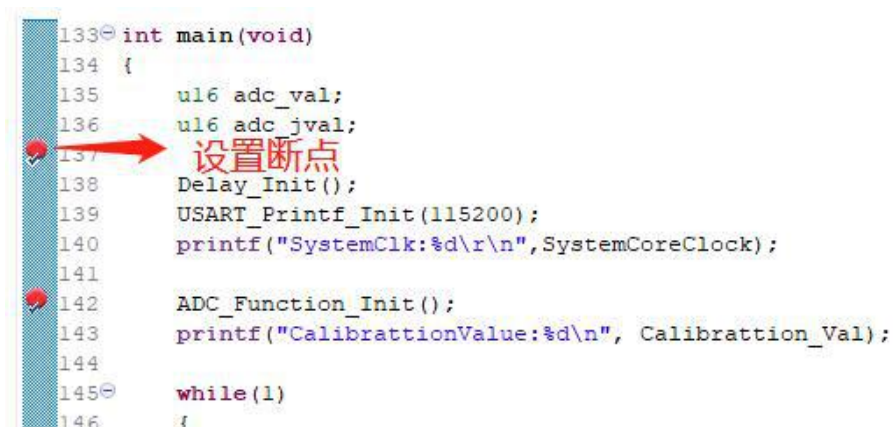 133 int main(void)
134 {
135 u16 adc_val;
136 u16 adc_jval;
137 设置断点
138 Delay_Init();
139 USART_Printf_Init(115200);
140 printf("SystemClk:%d\r\n",SystemCoreClock);
141
142 ADC_Function_Init();
143 printf("CalibrattionValue:%d\n", Calibrattion_Val);
144
145 while(1)
146 {